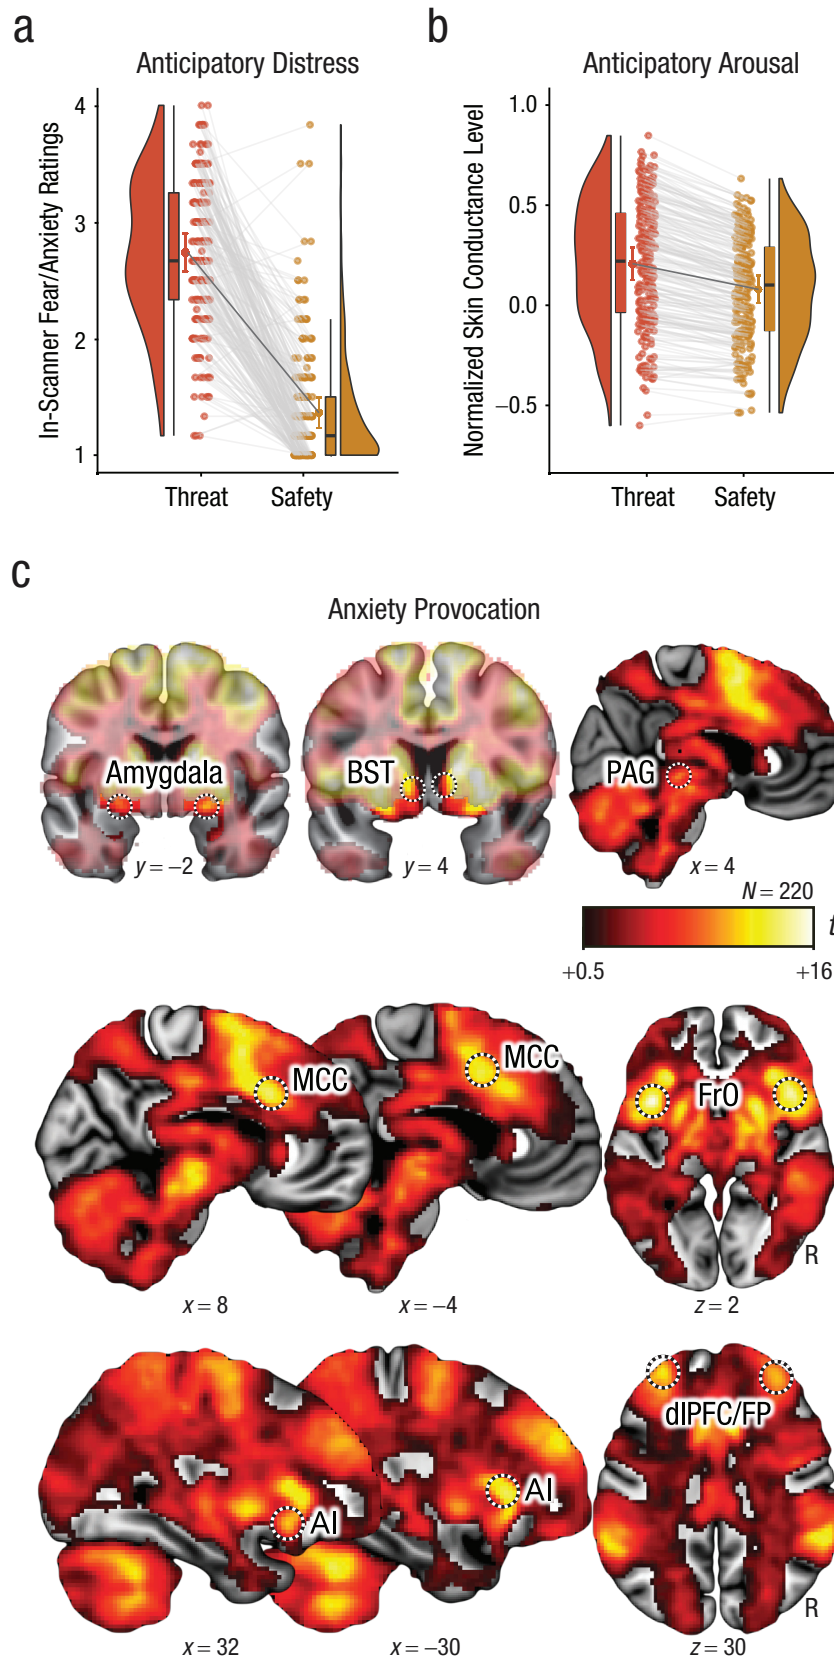 a
b
Anticipatory Distress
Anticipatory Arousal
In-Scanner Fear/Anxiety Ratings
4
3
2
1
Threat
Safety
Normalized Skin Conductance Level
1.0
0.5
0.0
−0.5
Threat
Safety
c
Anxiety Provocation
Amygdala
BST
PAG
y = −2
y = 4
x = 4
N = 220
t
+0.5
+16
MCC
MCC
FrO
R
x = 8
x = −4
z = 2
dlPFC/FP
AI
AI
R
x = 32
x = −30
z = 30